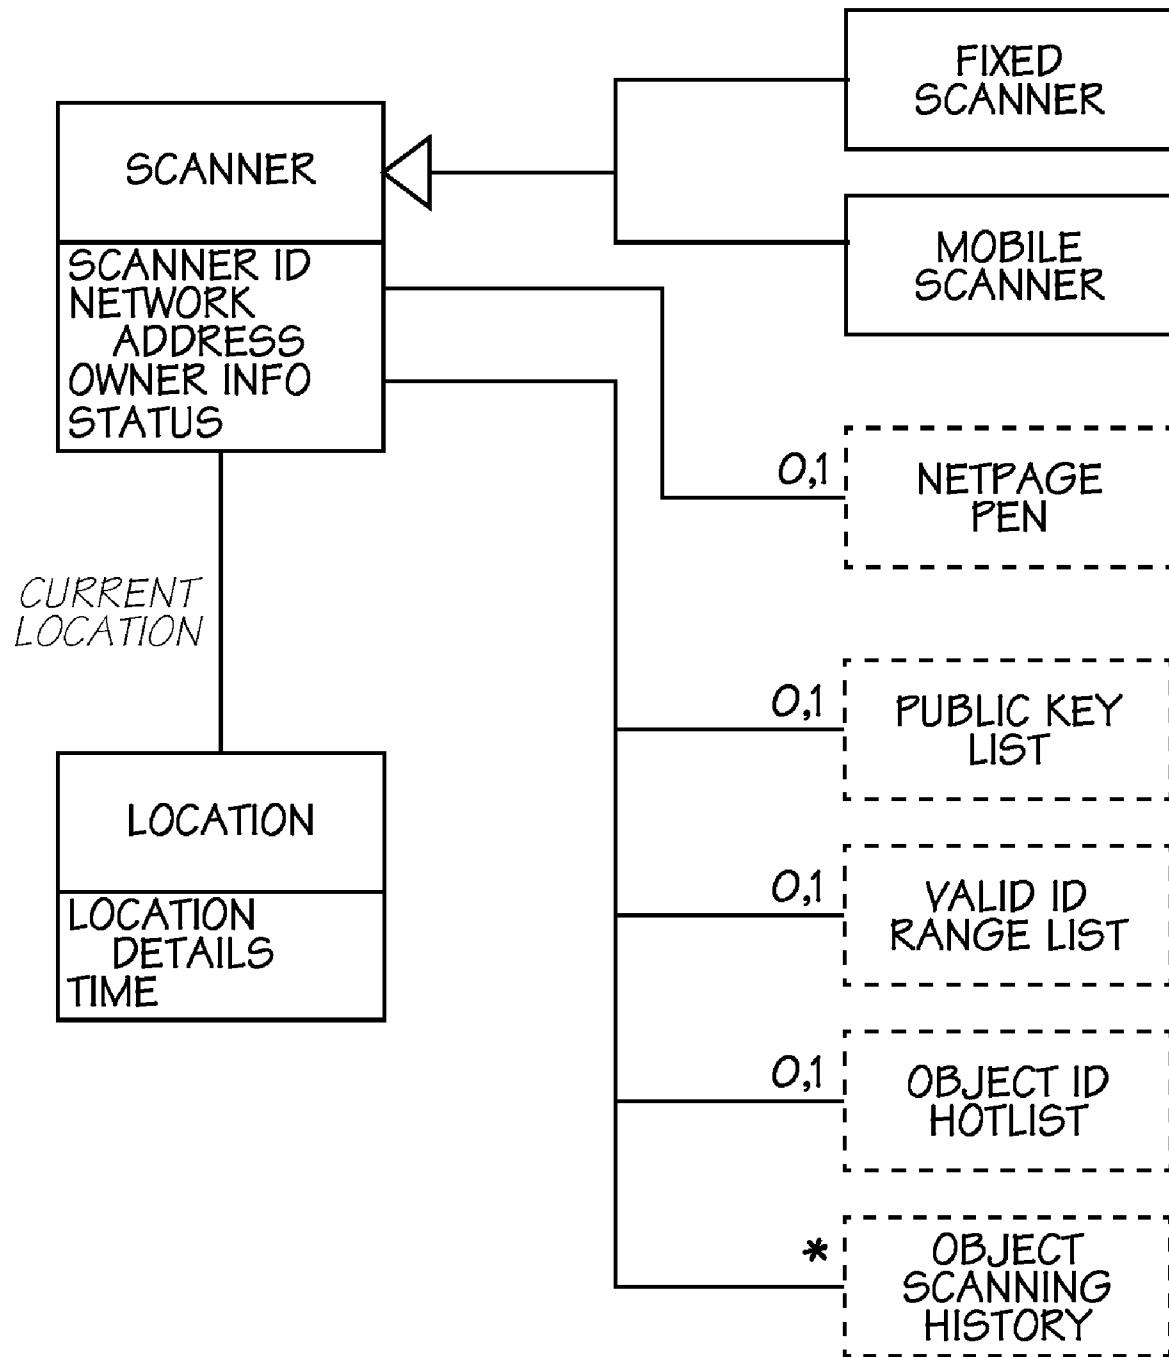 FIXED
SCANNER
SCANNER
SCANNER ID
NETWORK
ADDRESS
OWNER INFO
STATUS
MOBILE
SCANNER
0,1
NETPAGE
PEN
CURRENT
LOCATION
0,1
PUBLIC KEY
LIST
LOCATION
LOCATION
DETAILS
TIME
0,1
VALID ID
RANGE LIST
0,1
OBJECT ID
HOTLIST
*
OBJECT
SCANNING
HISTORY